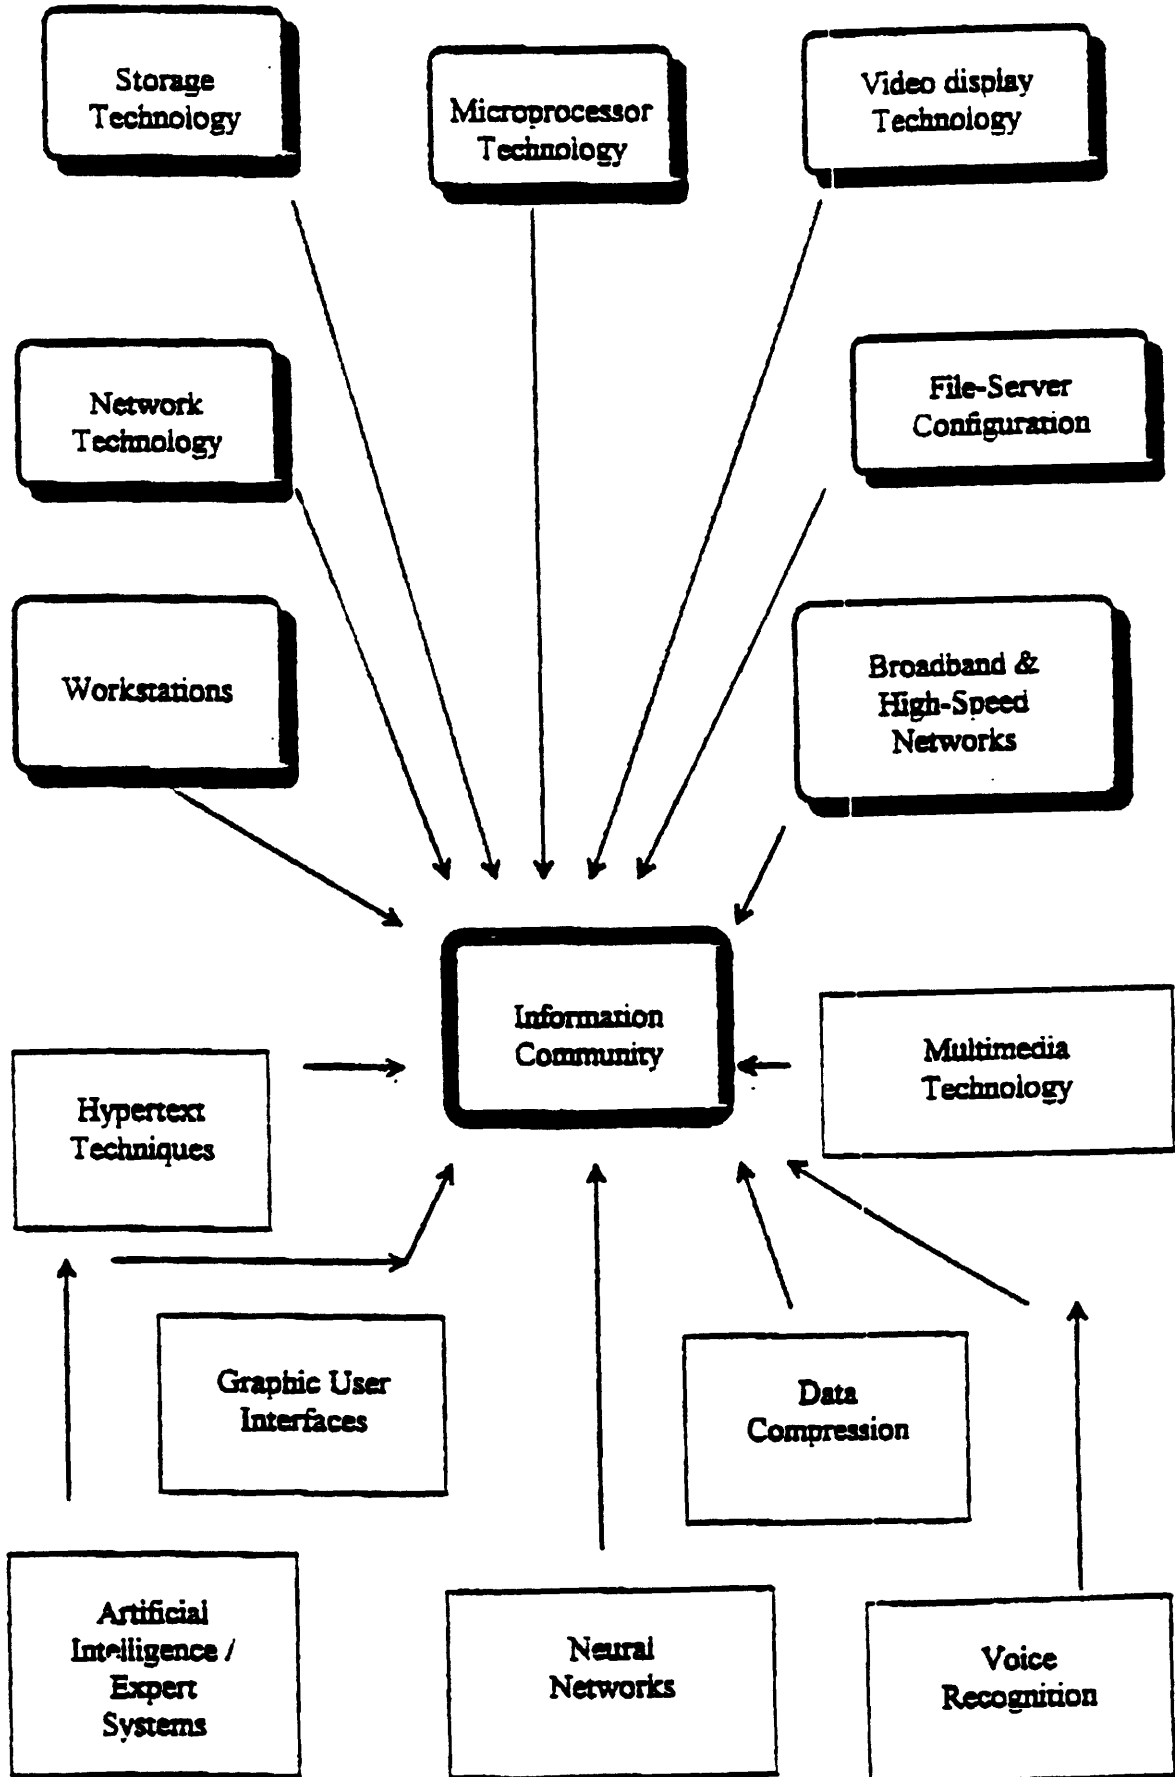 Storage
Technology
Microprocessor
Technology
Video display
Technology
Network
Technology
File-Server
Configuration
Workstations
Broadband &
High-Speed
Networks
Information
Community
Hypertext
Techniques
Multimedia
Technology
Graphic User
Interfaces
Data
Compression
Artificial
Intelligence /
Expert
Systems
Neural
Networks
Voice
Recognition